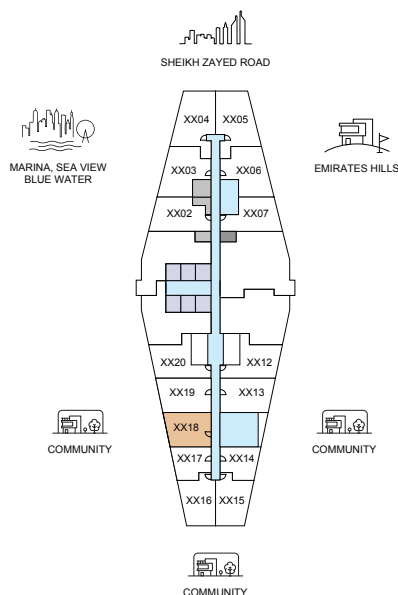 SHEIKH ZAYED ROAD
XX04 XX05
MARINA, SEA VIEW
BLUE WATER
EMIRATES HILLS
XX03 XX06
XX02 XX07
XX20 XX12
XX19 XX13
XX18
COMMUNITY
COMMUNITY
XX17 XX14
XX16 XX15
COMMUNITY